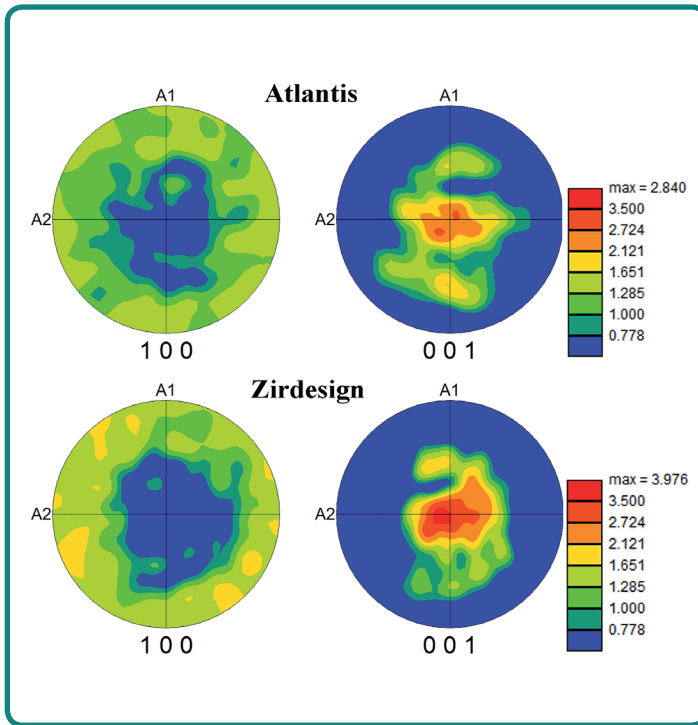 Atlantis
A1
A1
A2
A2
1 0 0
0 0 1
max = 2.840
3.500
2.724
2.121
1.651
1.285
1.000
0.778
Zirdesign
A1
A1
A2
A2
1 0 0
0 0 1
max = 3.976
3.500
2.724
2.121
1.651
1.285
1.000
0.778